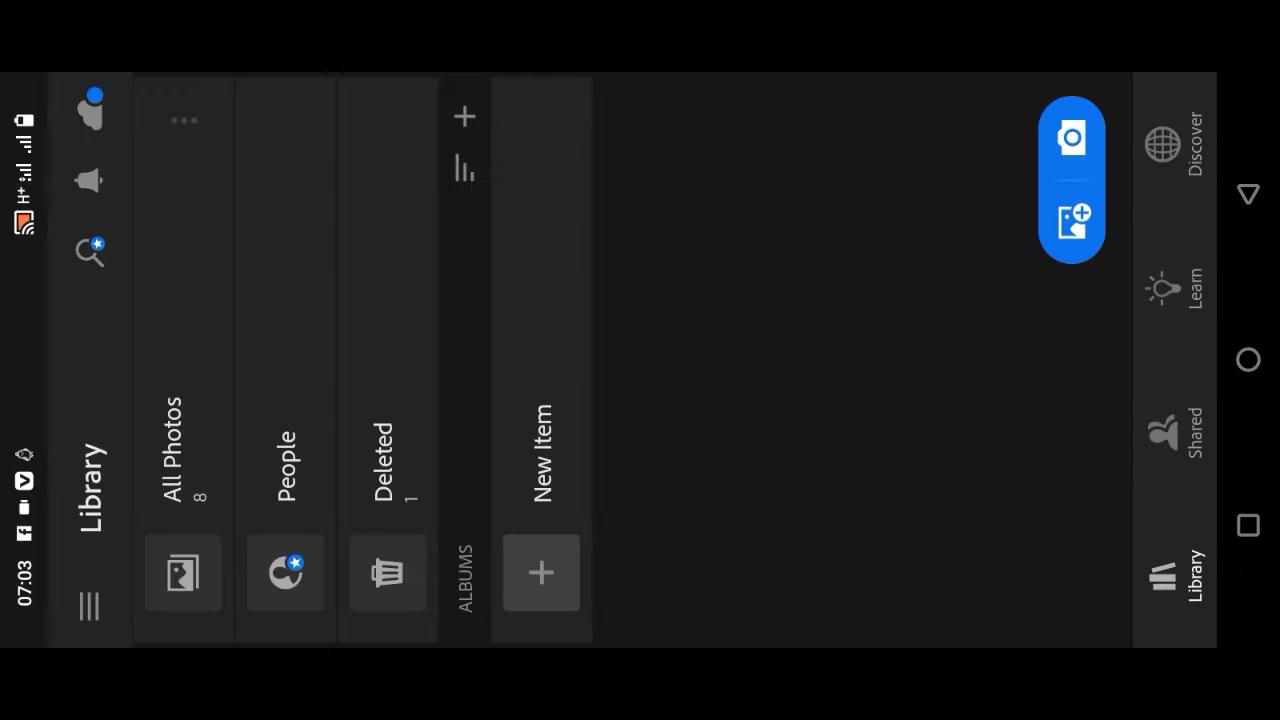 07:03
H+
Library
All Photos
8
People
Deleted
1
ALBUMS
New Item
Library
Shared
Learn
Discover